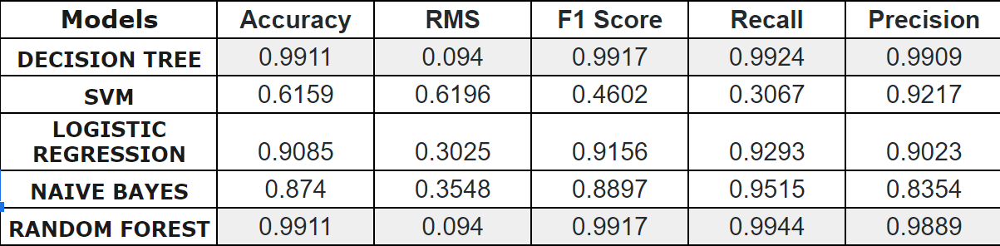 Models Accuracy RMS F1 Score Recall Precision
DECISION TREE 0.9911 0.094 0.9917 0.9924 0.9909
SVM 0.6159 0.6196 0.4602 0.3067 0.9217
LOGISTIC
REGRESSION 0.9085 0.3025 0.9156 0.9293 0.9023
NAIVE BAYES 0.874 0.3548 0.8897 0.9515 0.8354
RANDOM FOREST 0.9911 0.094 0.9917 0.9944 0.9889